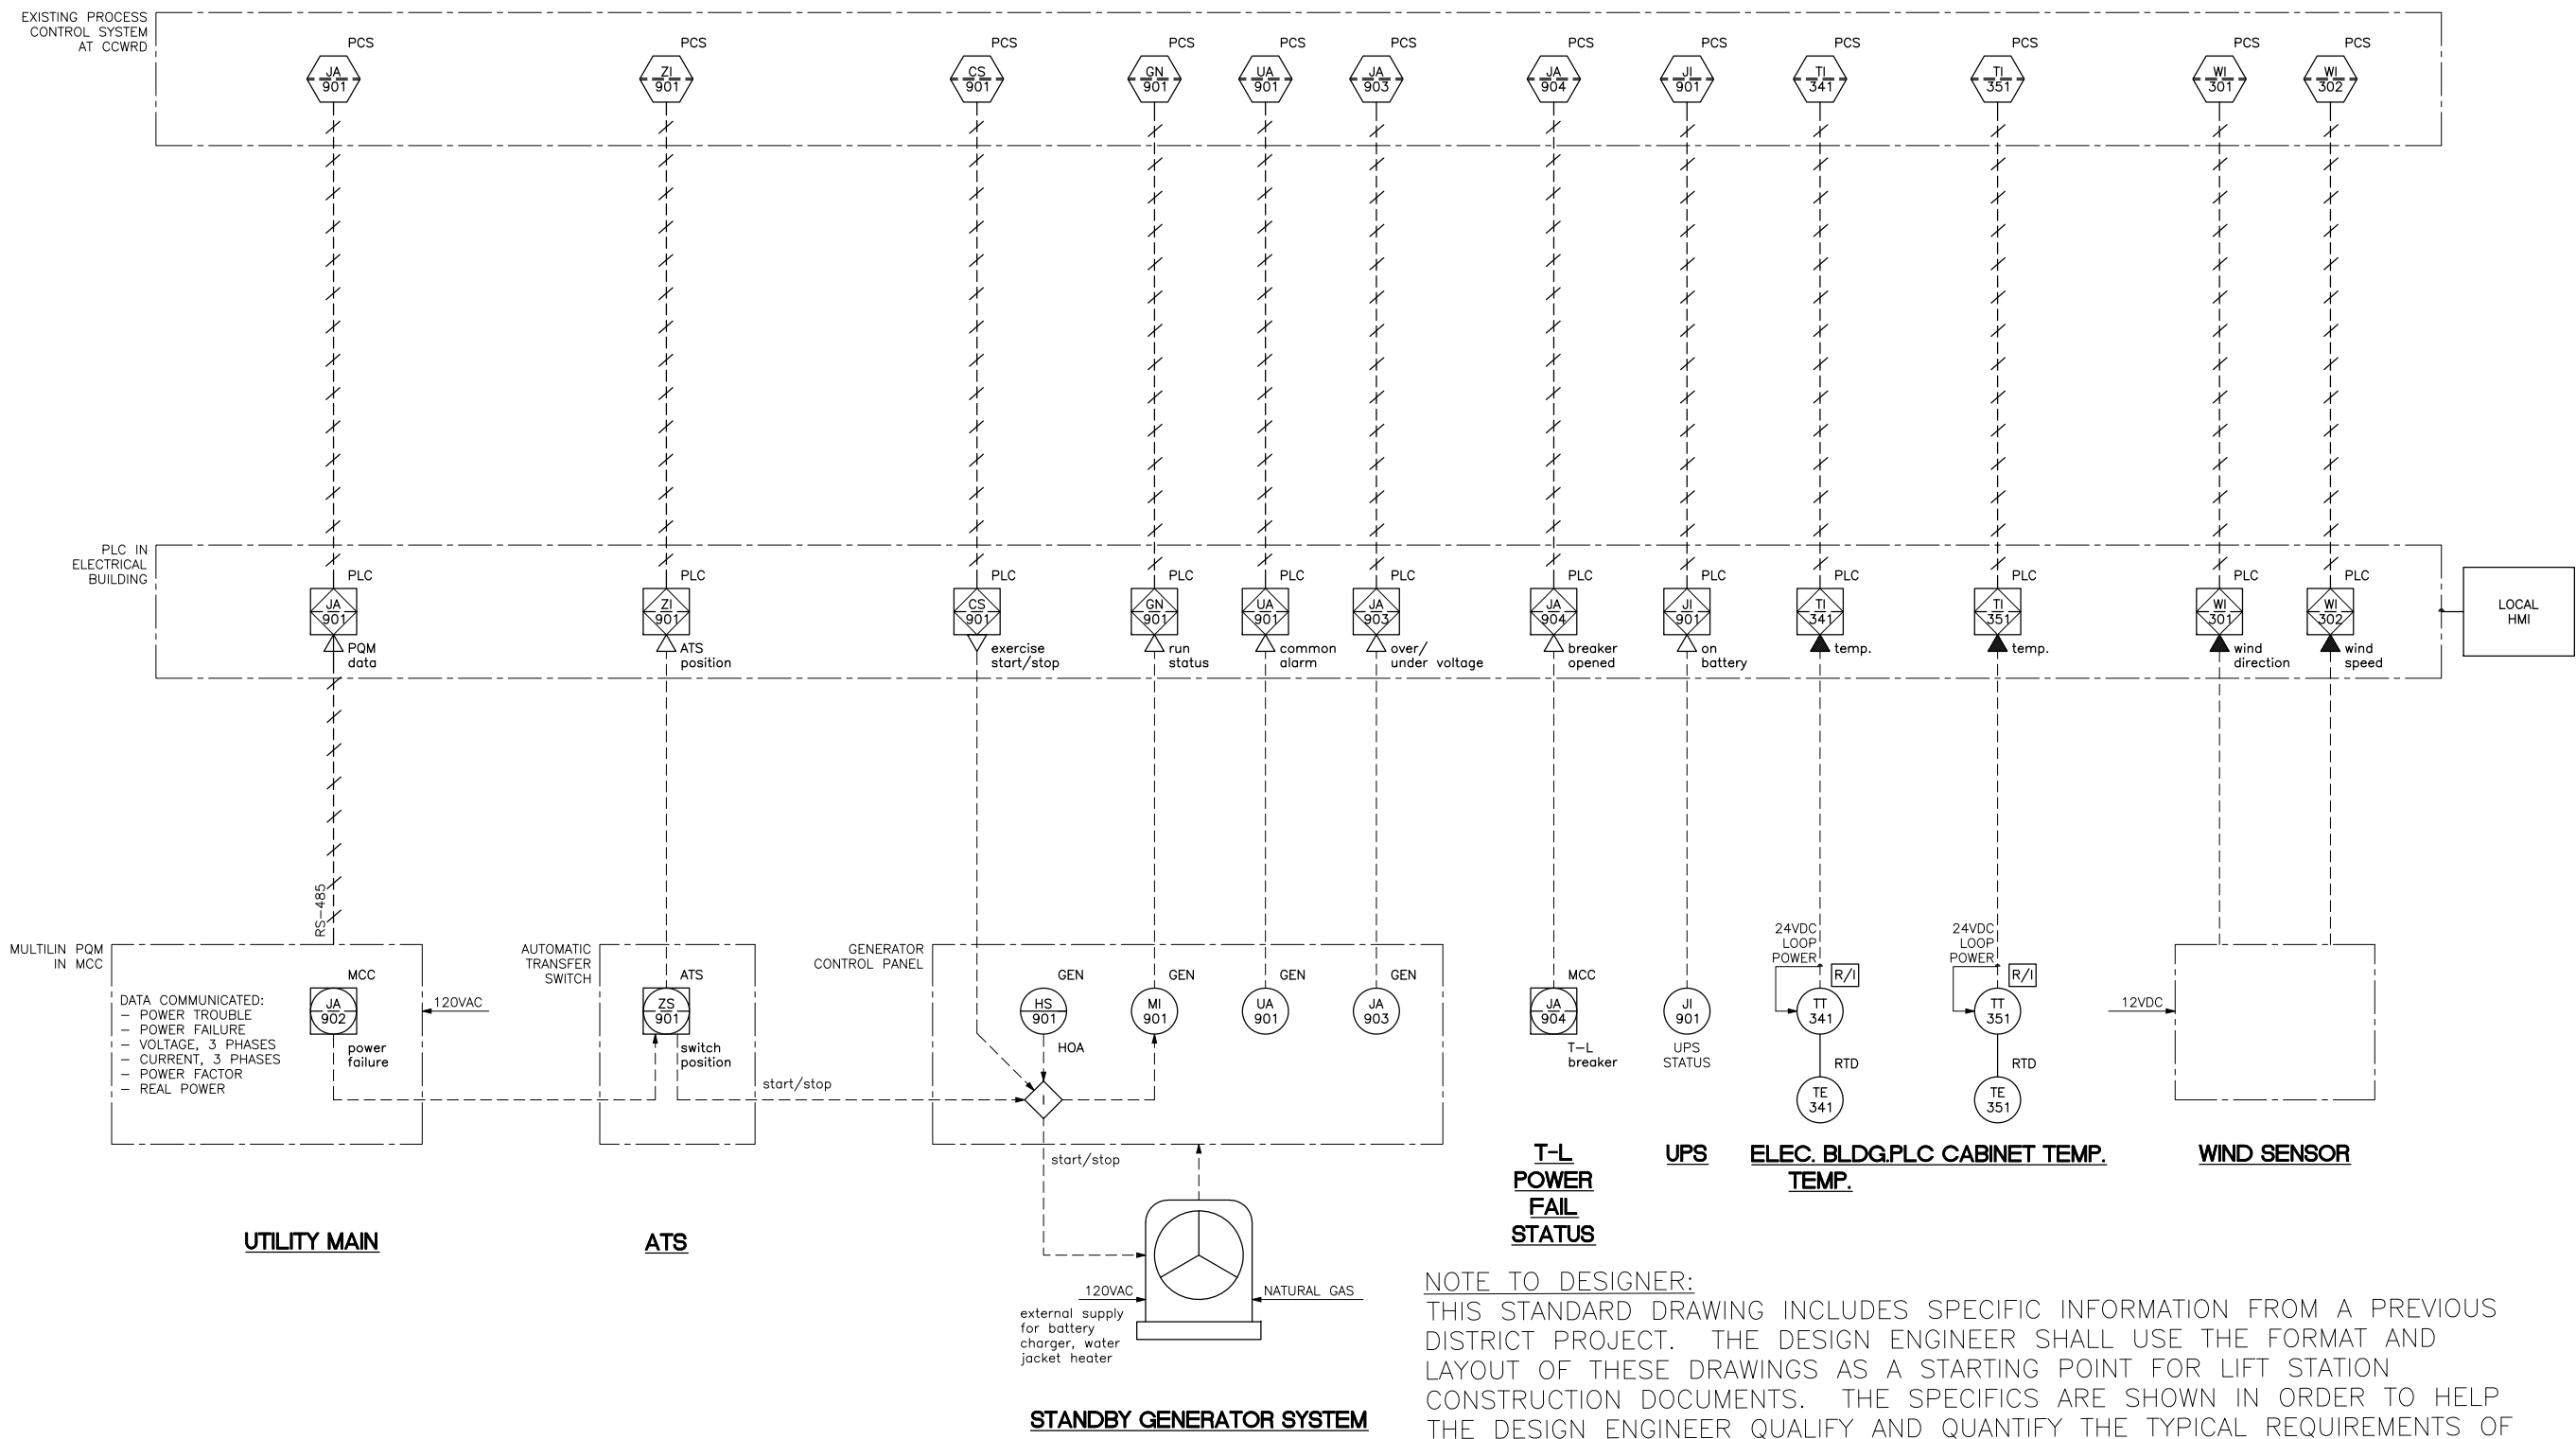 EXISTING PROCESS
CONTROL SYSTEM
AT CCWRD
PCS
PCS
PCS
PCS
PCS
PCS
PCS
PCS
PCS
PCS
PCS
PCS
JA
901
ZI
901
CS
901
GN
901
UA
901
JA
903
JA
904
JI
901
TI
341
TI
351
WI
301
WI
302
PLC IN
ELECTRICAL
BUILDING
PLC
PLC
PLC
PLC
PLC
PLC
PLC
PLC
PLC
PLC
PLC
PLC
JA
901
ZI
901
CS
901
GN
901
UA
901
JA
903
JA
904
JI
901
TI
341
TI
351
WI
301
WI
302
LOCAL
HMI
PQM
data
ATS
position
exercise
start/stop
run
status
common
alarm
over/
under voltage
breaker
opened
on
battery
temp.
temp.
wind
direction
wind
speed
RS-485
MULTILIN PQM
IN MCC
MCC
DATA COMMUNICATED:
- POWER TROUBLE
- POWER FAILURE
- VOLTAGE, 3 PHASES
- CURRENT, 3 PHASES
- POWER FACTOR
- REAL POWER
JA
902
power
failure
120VAC
AUTOMATIC
TRANSFER
SWITCH
ATS
ZS
901
switch
position
start/stop
GENERATOR
CONTROL PANEL
GEN
HS
901
HOA
GEN
MI
901
GEN
UA
901
GEN
JA
903
MCC
JA
904
T-L
breaker
JI
901
UPS
STATUS
24VDC
LOOP
POWER
R/I
TT
341
RTD
TE
341
24VDC
LOOP
POWER
R/I
TT
351
RTD
TE
351
12VDC
I
start/stop
T-L
POWER
FAIL
STATUS
UPS
ELEC. BLDG.
TEMP.
PLC CABINET TEMP.
WIND SENSOR
UTILITY MAIN
ATS
120VAC
NATURAL GAS
external supply
for battery
charger, water
jacket heater
STANDBY GENERATOR SYSTEM
NOTE TO DESIGNER:
THIS STANDARD DRAWING INCLUDES SPECIFIC INFORMATION FROM A PREVIOUS
DISTRICT PROJECT. THE DESIGN ENGINEER SHALL USE THE FORMAT AND
LAYOUT OF THESE DRAWINGS AS A STARTING POINT FOR LIFT STATION
CONSTRUCTION DOCUMENTS. THE SPECIFICS ARE SHOWN IN ORDER TO HELP
THE DESIGN ENGINEER QUALIFY AND QUANTIFY THE TYPICAL REQUIREMENTS OF